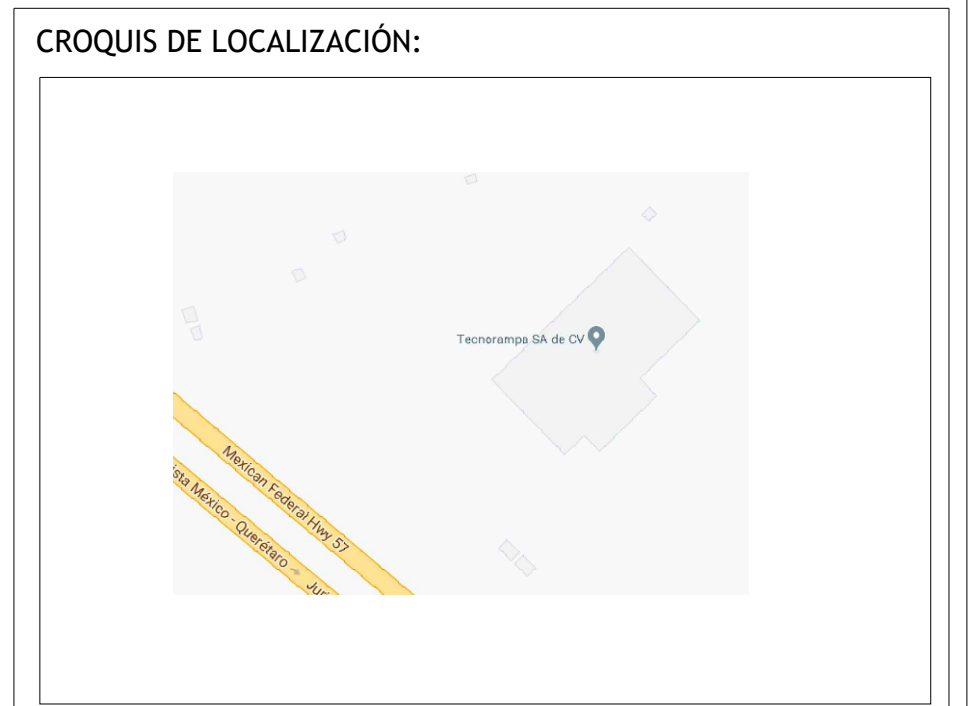 CROQUIS DE LOCALIZACIÓN:
Tecnorampa SA de CV
Mexican Federal Hwy 57
México - Querétaro